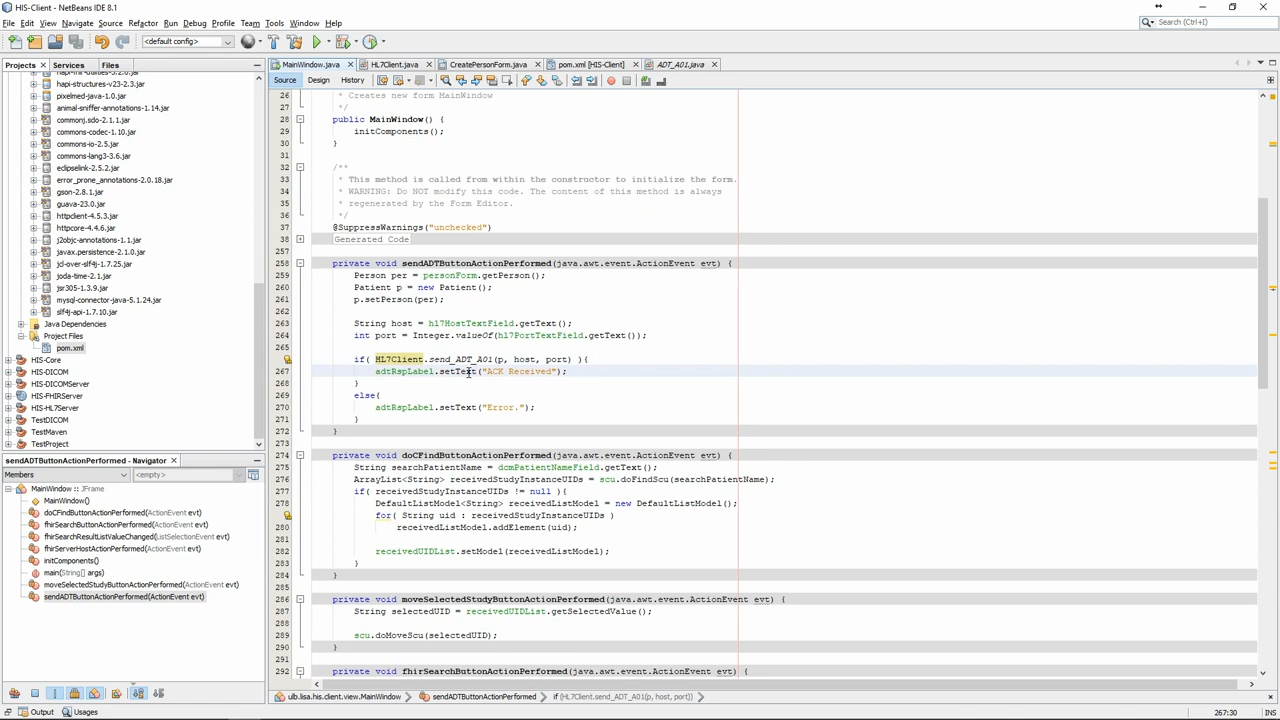 HIS-Client - NetBeans IDE 8.1
File Edit View Navigate Source Refactor Run Debug Profile Team Tools Window Help
<default config>
Search (Ctrl+I)
Projects Services Files
MainWindow.java HL7Client.java CreatePersonForm.java pom.xml [HIS-Client] ADT_A01.java
Source Design History
hapi-structures-v23-2.3.jar
pixelmed-java-1.0.jar
animal-sniffer-annotations-1.14.jar
commonj.sdo-2.1.1.jar
commons-codec-1.10.jar
commons-io-2.5.jar
commons-lang3-3.6.jar
eclipselink-2.5.2.jar
error_prone_annotations-2.0.18.jar
gson-2.8.1.jar
guava-23.0.jar
httpclient-4.5.3.jar
httpcore-4.4.6.jar
j2objc-annotations-1.1.jar
javax.persistence-2.1.0.jar
jcl-over-slf4j-1.7.25.jar
joda-time-2.1.jar
jsr305-1.3.9.jar
mysql-connector-java-5.1.24.jar
slf4j-api-1.7.10.jar
Java Dependencies
Project Files
pom.xml
HIS-Core
HIS-DICOM
HIS-DICOMServer
HIS-FHIRServer
HIS-HL7Server
TestDICOM
TestMaven
TestProject
sendADTButtonActionPerformed - Navigator
Members <empty>
MainWindow :: JFrame
MainWindow()
doCFindButtonActionPerformed(ActionEvent evt)
fhirSearchButtonActionPerformed(ActionEvent evt)
fhirSearchResultListValueChanged(ListSelectionEvent evt)
fhirServerHostActionPerformed(ActionEvent evt)
initComponents()
main(String[] args)
moveSelectedStudyButtonActionPerformed(ActionEvent evt)
sendADTButtonActionPerformed(ActionEvent evt)
26 * Creates new form MainWindow
27 */
28 public MainWindow() {
29 initComponents();
30 }
31
32 /**
33 * This method is called from within the constructor to initialize the form.
34 * WARNING: Do NOT modify this code. The content of this method is always
35 * regenerated by the Form Editor.
36 */
37 @SuppressWarnings("unchecked")
38 Generated Code
257
258 private void sendADTButtonActionPerformed(java.awt.event.ActionEvent evt) {
259 Person per = personForm.getPerson();
260 Patient p = new Patient();
261 p.setPerson(per);
262
263 String host = hl7HostTextField.getText();
264 int port = Integer.valueOf(hl7PortTextField.getText());
265
if( HL7Client.send_ADT_A01(p, host, port) ){
267 adtRspLabel.setText("ACK Received");
268 }
269 else{
270 adtRspLabel.setText("Error.");
271 }
272 }
273
274 private void doCFindButtonActionPerformed(java.awt.event.ActionEvent evt) {
275 String searchPatientName = dcmPatientNameField.getText();
276 ArrayList<String> receivedStudyInstanceUIDs = scu.doFindScu(searchPatientName);
277 if( receivedStudyInstanceUIDs != null ){
278 DefaultListModel<String> receivedListModel = new DefaultListModel();
for( String uid : receivedStudyInstanceUIDs )
280 receivedListModel.addElement(uid);
281
282 receivedUIDList.setModel(receivedListModel);
283 }
284 }
285
286 private void moveSelectedStudyButtonActionPerformed(java.awt.event.ActionEvent evt) {
287 String selectedUID = receivedUIDList.getSelectedValue();
288
289 scu.doMoveScu(selectedUID);
290 }
291
292 private void fhirSearchButtonActionPerformed(java.awt.event.ActionEvent evt) {
ulb.lisa.his.client.view.MainWindow sendADTButtonActionPerformed if (HL7Client.send_ADT_A01(p, host, port))
Output Usages
267:30 INS